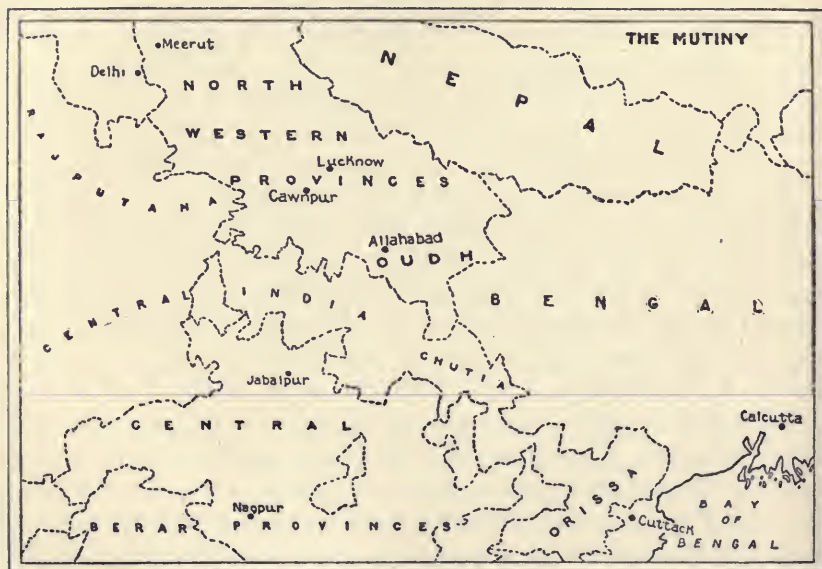 THE MUTINY
Meerut
Delhi
NEPAL
NORTH
WESTERN
PROVINCES
RAJPUTANA
Lucknow
Cawnpur
Allahabad
OUDH
BENGAL
CENTRAL INDIA
CHUTIA
Jabalpur
CENTRAL
Calcutta
Nagpur
BERAR PROVINCES
ORISSA
Cuttack
BAY
OF
BENGAL